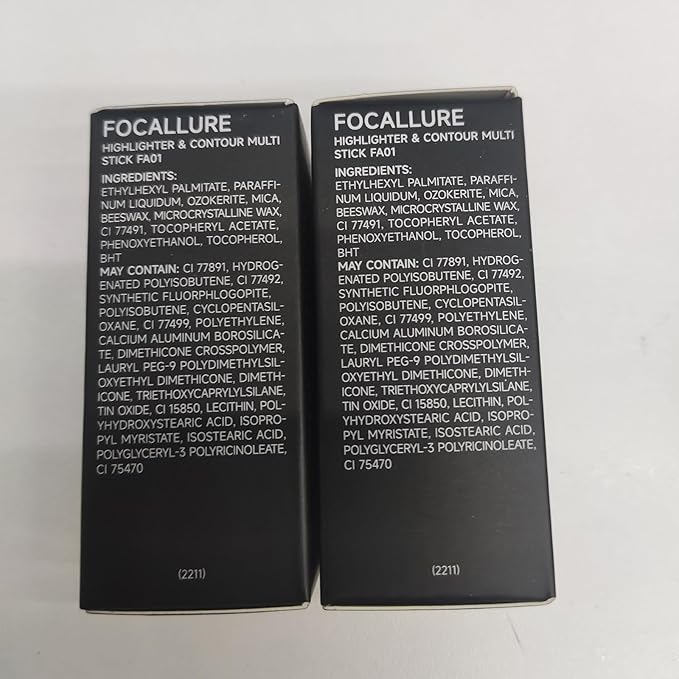 FOCALLURE
HIGHLIGHTER & CONTOUR MULTI
STICK FA01
INGREDIENTS:
ETHYLHEXYL PALMITATE, PARAFFI-
NUM LIQUIDUM, OZOKERITE, MICA,
BEESWAX, MICROCRYSTALLINE WAX,
CI 77491, TOCOPHERYL ACETATE,
PHENOXYETHANOL, TOCOPHEROL,
BHT
MAY CONTAIN: CI 77891, HYDROG-
ENATED POLYISOBUTENE, CI 77492,
SYNTHETIC FLUORPHLOGOPITE,
POLYISOBUTENE, CYCLOPENTASIL-
OXANE, CI 77499, POLYETHYLENE,
CALCIUM ALUMINUM BOROSILICA-
TE, DIMETHICONE CROSSPOLYMER,
LAURYL PEG-9 POLYDIMETHYLSIL-
OXYETHYL DIMETHICONE, DIMETH-
ICONE, TRIETHOXYCAPRYLYLSILANE,
TIN OXIDE, CI 15850, LECITHIN, POL-
YHYDROXYSTEARIC ACID, ISOPRO-
PYL MYRISTATE, ISOSTEARIC ACID,
POLYGLYCERYL-3 POLYRICINOLEATE,
CI 75470
(2211)
FOCALLURE
HIGHLIGHTER & CONTOUR MULTI
STICK FA01
INGREDIENTS:
ETHYLHEXYL PALMITATE, PARAFFI-
NUM LIQUIDUM, OZOKERITE, MICA,
BEESWAX, MICROCRYSTALLINE WAX,
CI 77491, TOCOPHERYL ACETATE,
PHENOXYETHANOL, TOCOPHEROL,
BHT
MAY CONTAIN: CI 77891, HYDROG-
ENATED POLYISOBUTENE, CI 77492,
SYNTHETIC FLUORPHLOGOPITE,
POLYISOBUTENE, CYCLOPENTASIL-
OXANE, CI 77499, POLYETHYLENE,
CALCIUM ALUMINUM BOROSILICA-
TE, DIMETHICONE CROSSPOLYMER,
LAURYL PEG-9 POLYDIMETHYLSIL-
OXYETHYL DIMETHICONE, DIMETH-
ICONE, TRIETHOXYCAPRYLYLSILANE,
TIN OXIDE, CI 15850, LECITHIN, POL-
YHYDROXYSTEARIC ACID, ISOPRO-
PYL MYRISTATE, ISOSTEARIC ACID,
POLYGLYCERYL-3 POLYRICINOLEATE,
CI 75470
(2211)